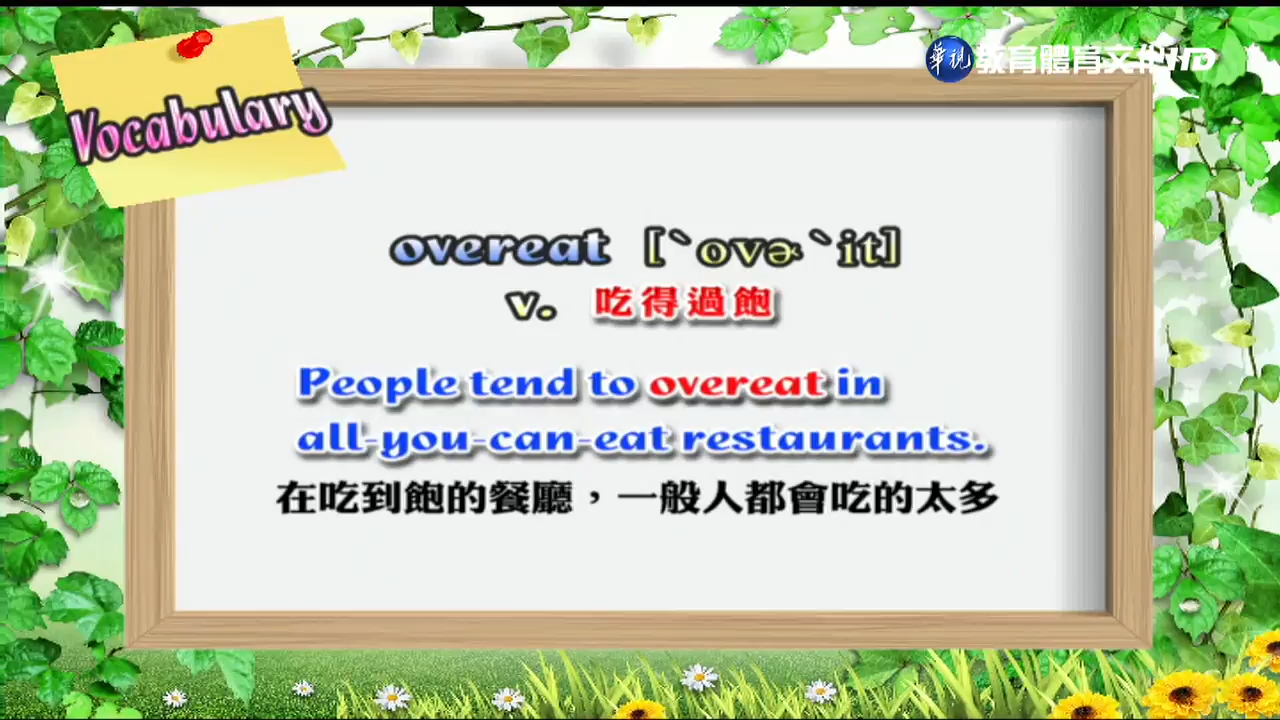 華視 教育體育文化HD
Vocabulary
overeat [ˋovɚˋit]
v. 吃得過飽
People tend to overeat in
all-you-can-eat restaurants.
在吃到飽的餐廳，一般人都會吃的太多